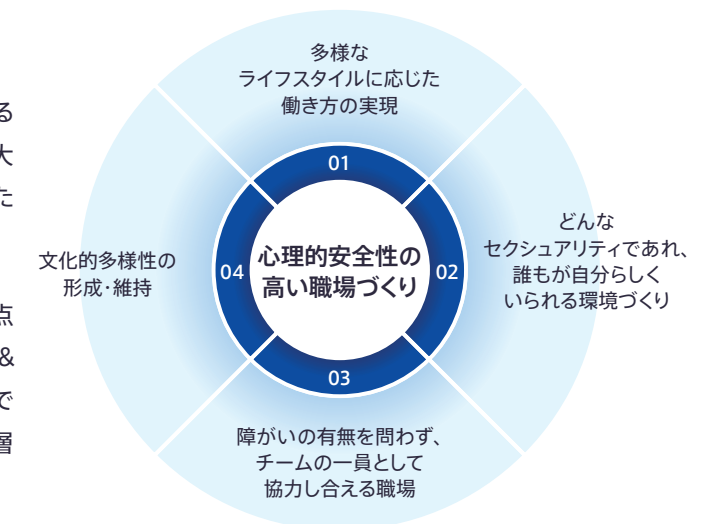 る
大
た
点
&
で
層
多様な
ライフスタイルに応じた
働き方の実現
01
どんな
セクシュアリティであれ、
誰もが自分らしく
いられる環境づくり
02
障がいの有無を問わず、
チームの一員として
協力し合える職場
03
文化的多様性の
形成・維持
04
心理的安全性の
高い職場づくり